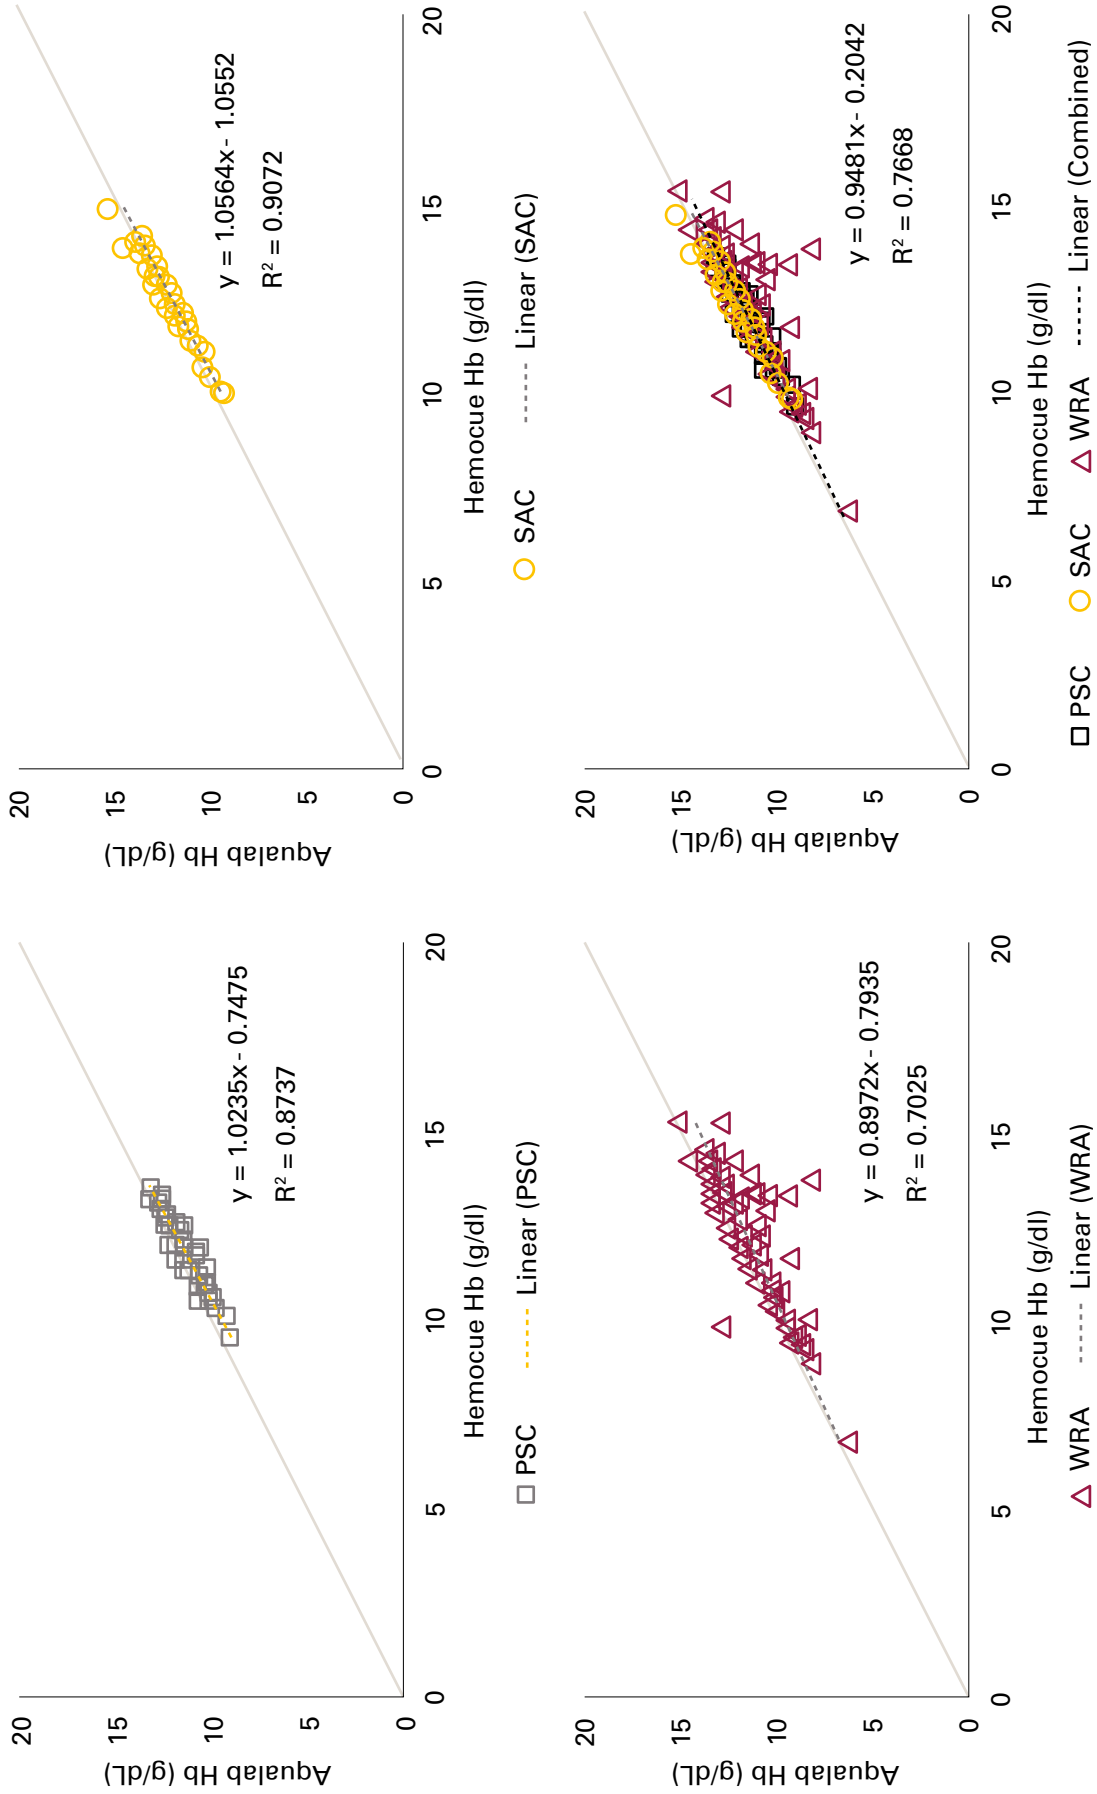 20
15
10
5
0
Aqualab Hb (g/dL)
0
5
10
15
20
Hemocue Hb (g/dl)
y = 1.0235x - 0.7475
R² = 0.8737
PSC
Linear (PSC)
20
15
10
5
0
Aqualab Hb (g/dL)
0
5
10
15
20
Hemocue Hb (g/dl)
y = 1.0564x - 1.0552
R² = 0.9072
SAC
Linear (SAC)
20
15
10
5
0
Aqualab Hb (g/dL)
0
5
10
15
20
Hemocue Hb (g/dl)
y = 0.8972x - 0.7935
R² = 0.7025
WRA
Linear (WRA)
20
15
10
5
0
Aqualab Hb (g/dL)
0
5
10
15
20
Hemocue Hb (g/dl)
y = 0.9481x - 0.2042
R² = 0.7668
PSC
SAC
WRA
Linear (Combined)